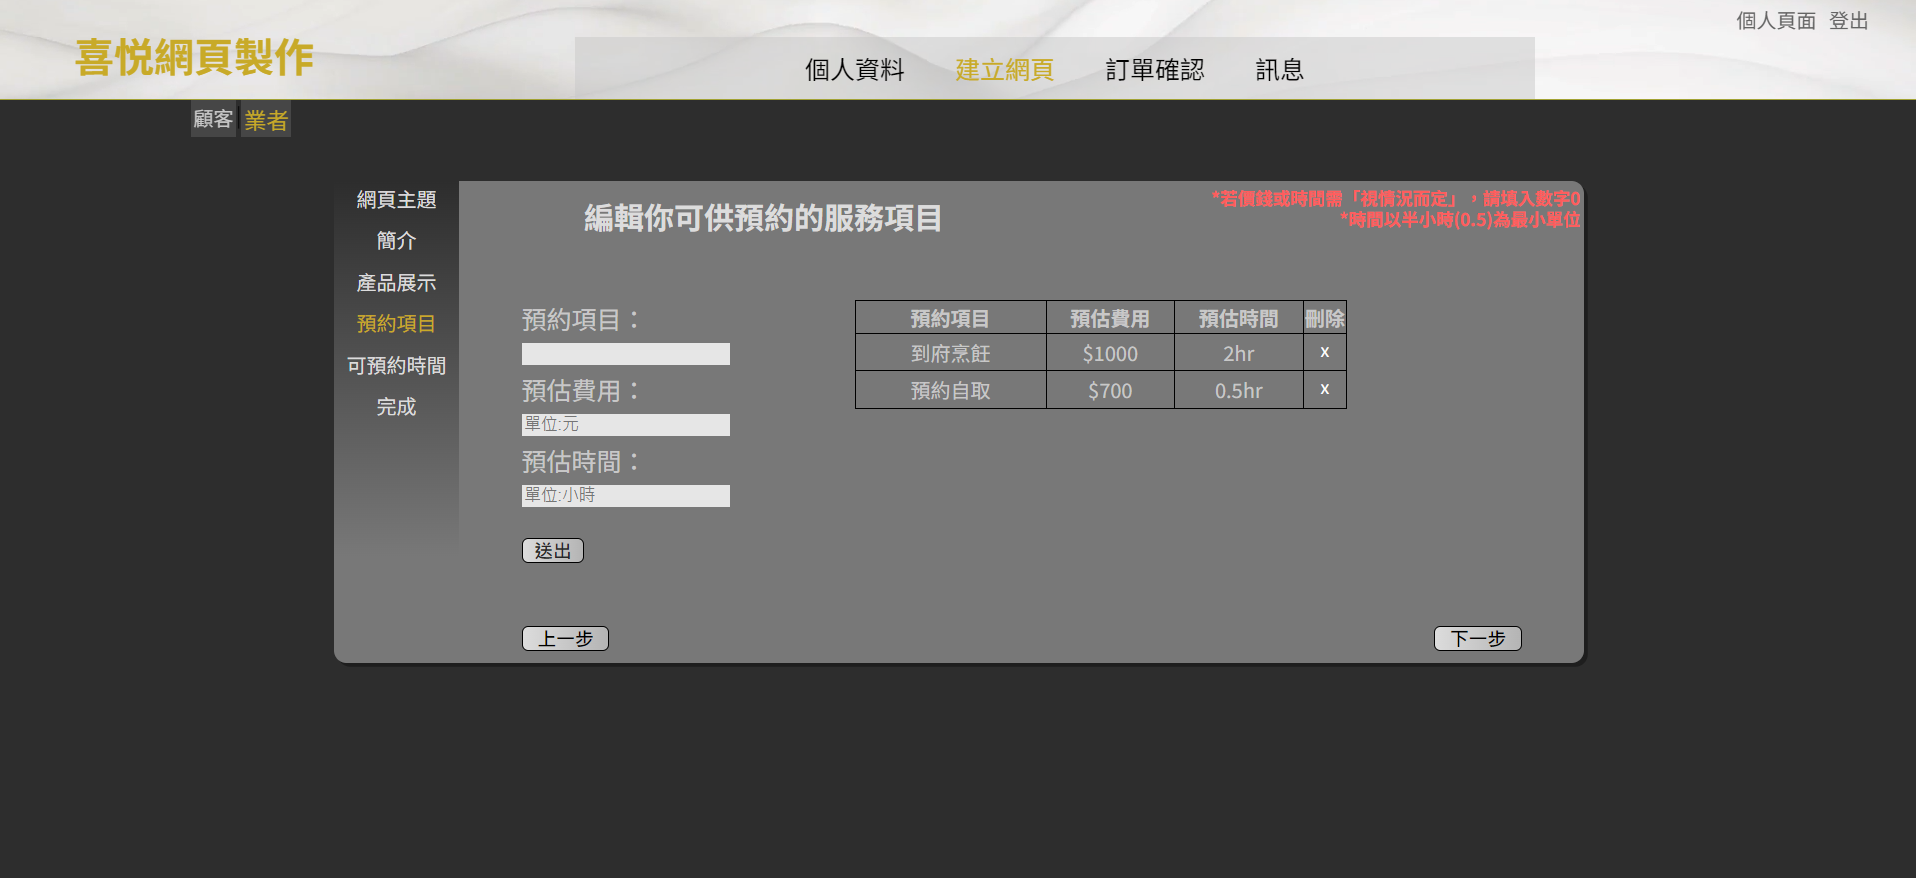 個人頁面 登出
喜悅網頁製作
個人資料 建立網頁 訂單確認 訊息
顧客 業者
網頁主題
簡介
產品展示
預約項目
可預約時間
完成
編輯你可供預約的服務項目
*若價錢或時間需「視情況而定」，請填入數字0
*時間以半小時(0.5)為最小單位
預約項目：
預估費用：
單位:元
預估時間：
單位:小時
送出
預約項目 預估費用 預估時間 刪除
到府烹飪 $1000 2hr x
預約自取 $700 0.5hr x
上一步 下一步